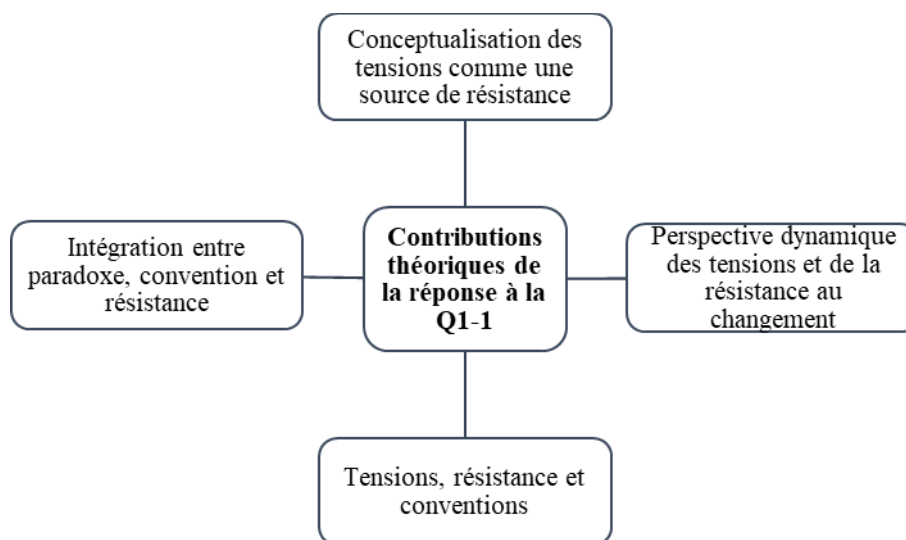 Conceptualisation des
tensions comme une
source de résistance
Intégration entre
paradoxe, convention et
résistance
Contributions
théoriques de
la réponse à la
Q1-1
Perspective dynamique
des tensions et de la
résistance au
changement
Tensions, résistance et
conventions